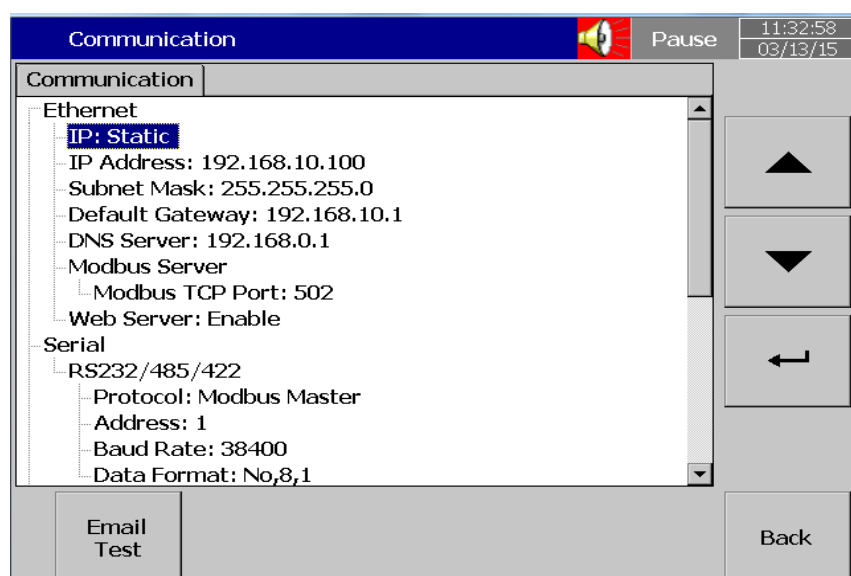 Communication
Pause
11:32:58
03/13/15
Communication
Ethernet
IP: Static
IP Address: 192.168.10.100
Subnet Mask: 255.255.255.0
Default Gateway: 192.168.10.1
DNS Server: 192.168.0.1
Modbus Server
Modbus TCP Port: 502
Web Server: Enable
Serial
RS232/485/422
Protocol: Modbus Master
Address: 1
Baud Rate: 38400
Data Format: No,8,1
Email
Test
Back